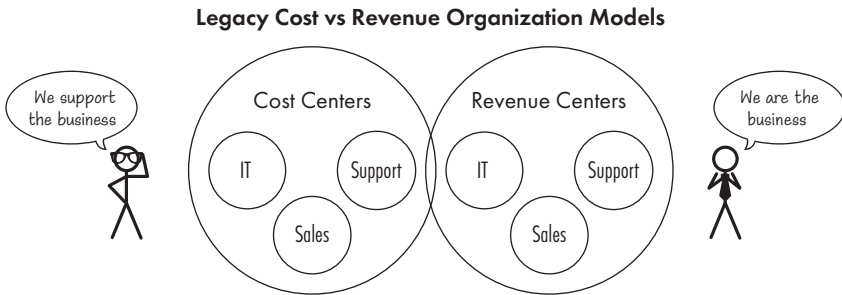 Legacy Cost vs Revenue Organization Models
We support
the business
Cost Centers
IT
Support
Sales
Revenue Centers
IT
Support
Sales
We are the
business